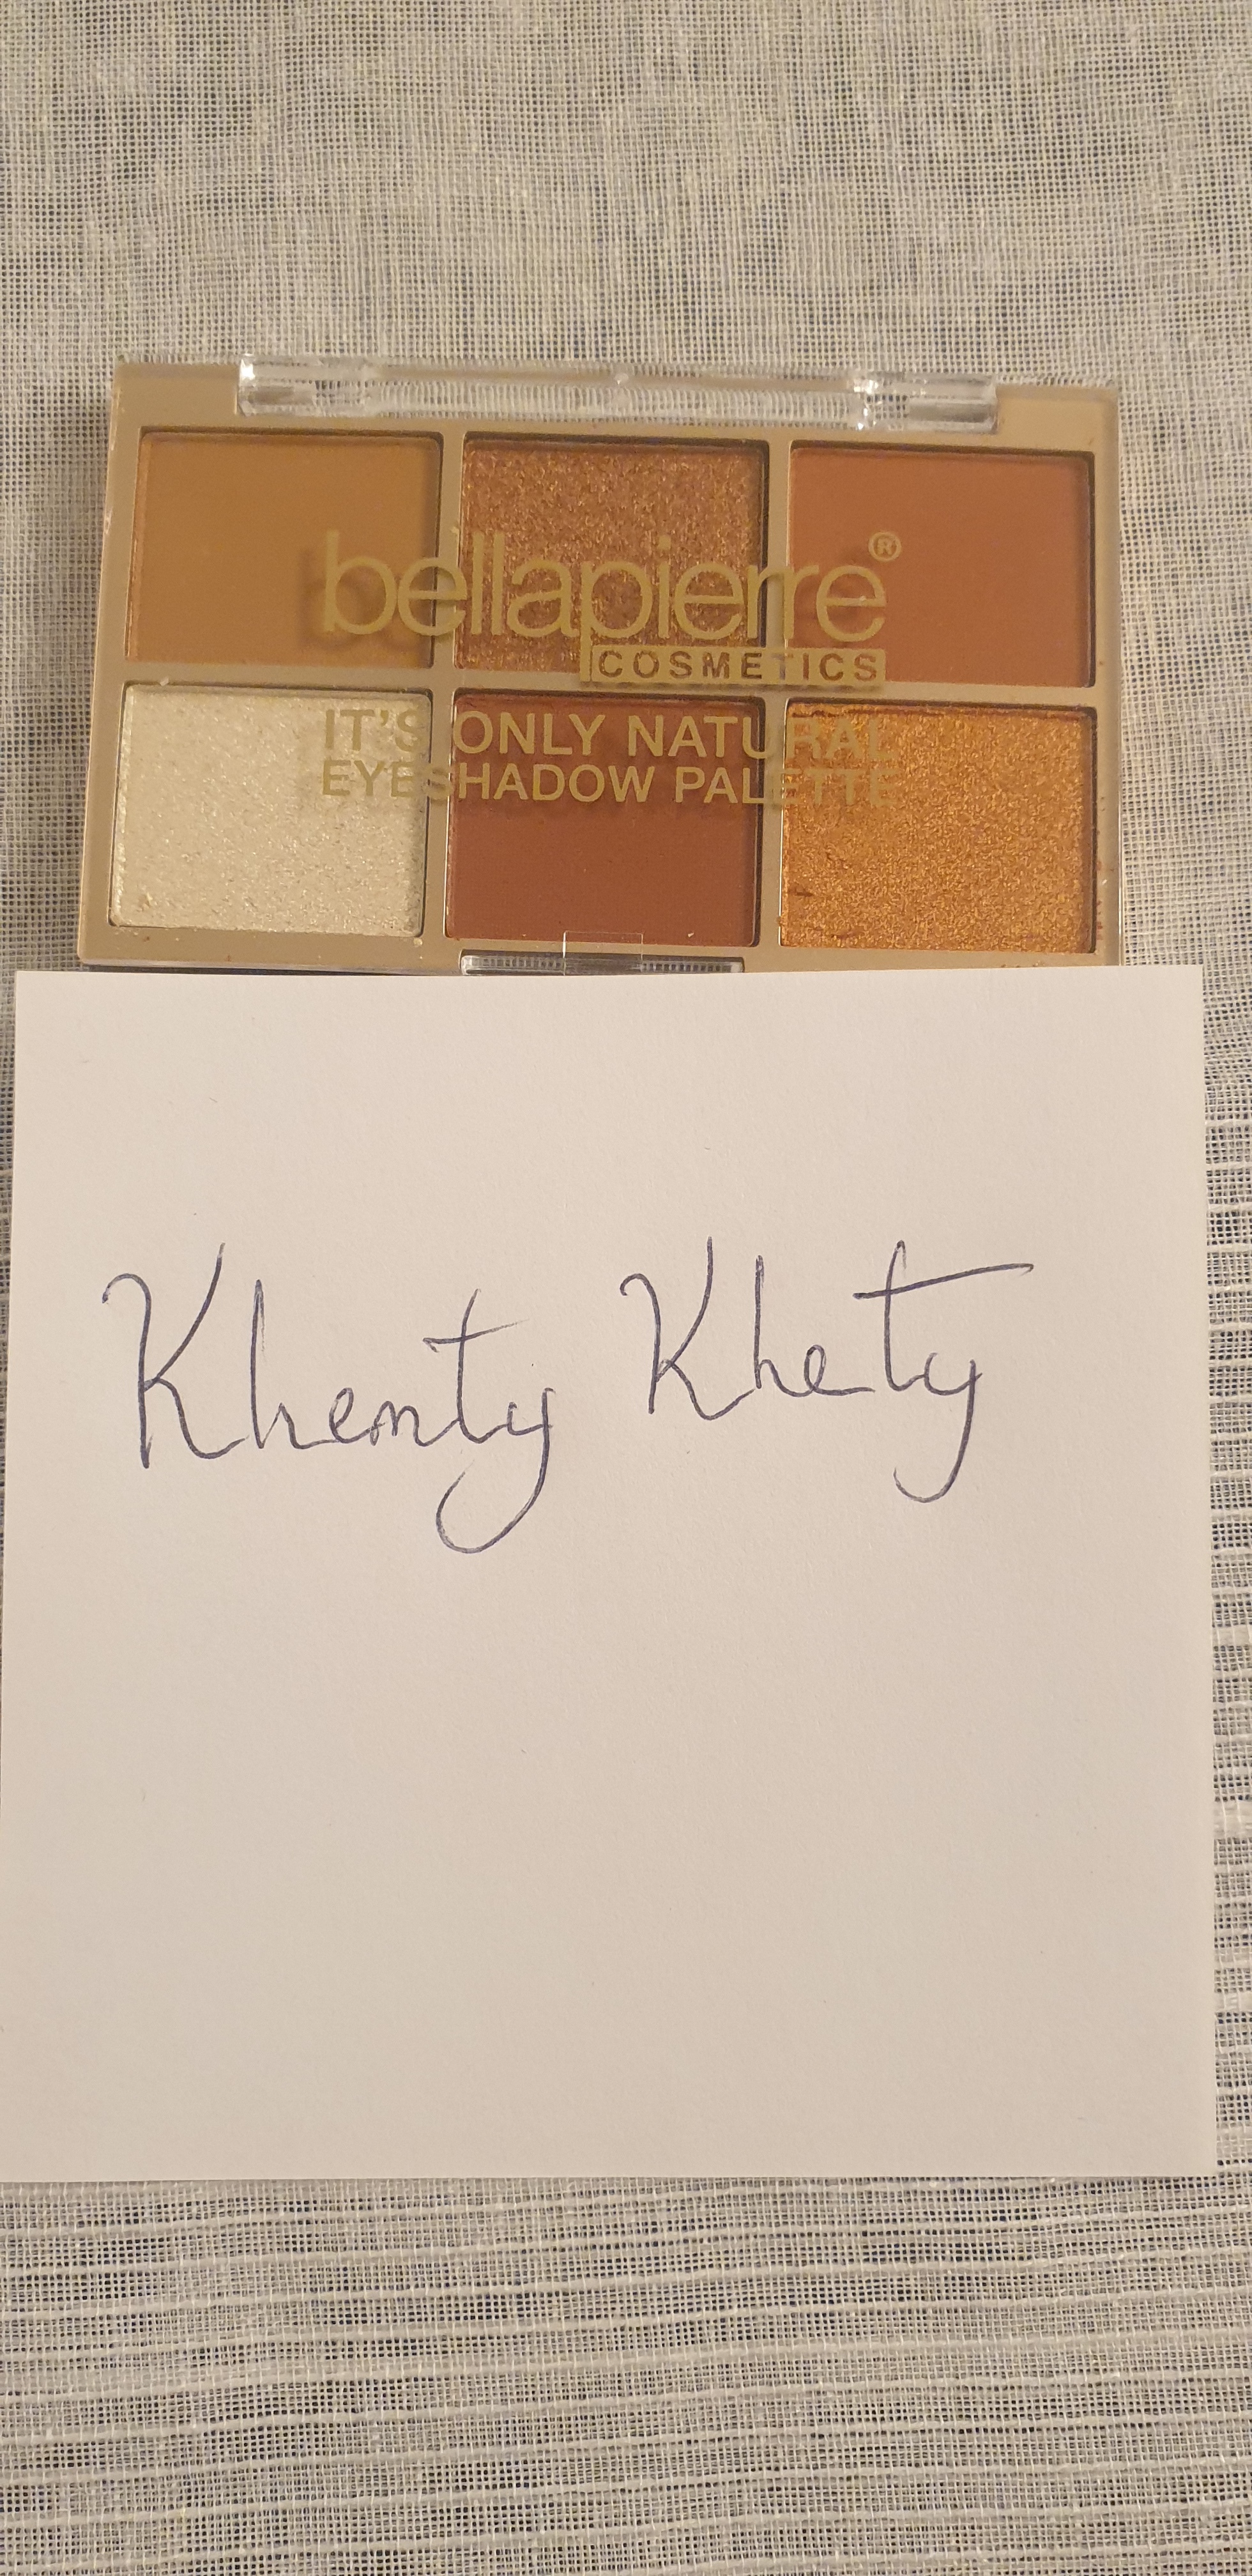 bellapierre®
COSMETICS
IT'S ONLY NATURAL
EYESHADOW PALETTE
Khenty Khety